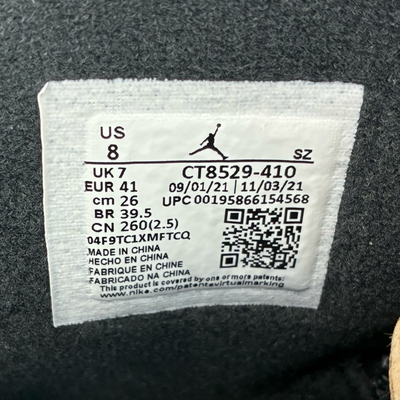 US
8
SZ
UK 7
CT8529-410
EUR 41
09/01/21 | 11/03/21
cm 26
UPC 00195866154568
BR 39.5
CN 260(2.5)
04F9TC1XMFTCQ
MADE IN CHINA
HECHO EN CHINA
FABRIQUE EN CHINE
FABRICADO NA CHINA
This product is covered by one or more patents:
www.nike.com/patentsvirtualmarking